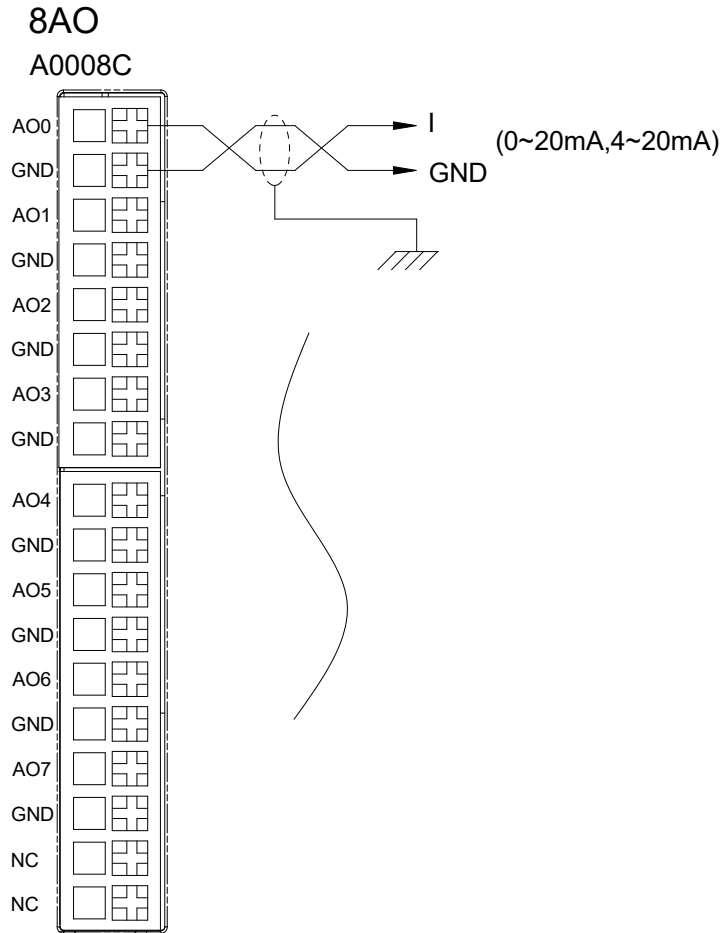 8AO
A0008C
AO0
I
(0~20mA,4~20mA)
GND
GND
AO1
GND
AO2
GND
AO3
GND
AO4
GND
AO5
GND
AO6
GND
AO7
GND
NC
NC